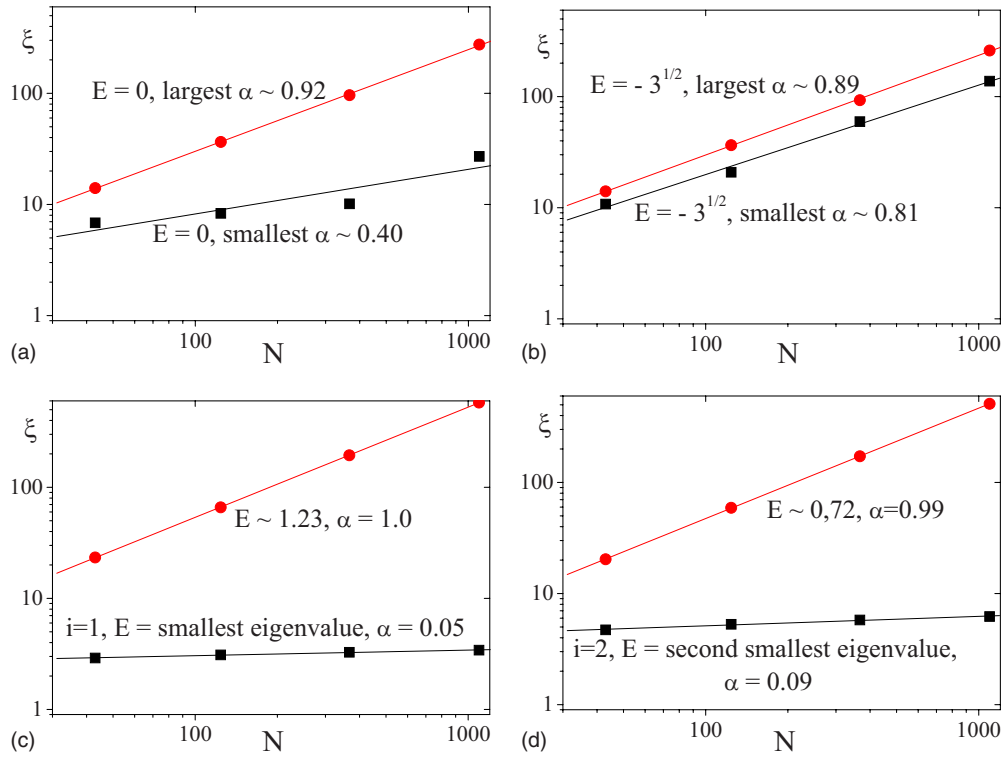 ξ
100
10
1
E = 0, largest α ~ 0.92
E = 0, smallest α ~ 0.40
100
1000
(a)
N
ξ
100
10
1
E = - 3^{1/2}, largest α ~ 0.89
E = - 3^{1/2}, smallest α ~ 0.81
100
1000
(b)
N
ξ
100
10
1
E ~ 1.23, α = 1.0
i=1, E = smallest eigenvalue, α = 0.05
100
1000
(c)
N
ξ
100
10
1
E ~ 0,72, α=0.99
i=2, E = second smallest eigenvalue,
α = 0.09
100
1000
(d)
N